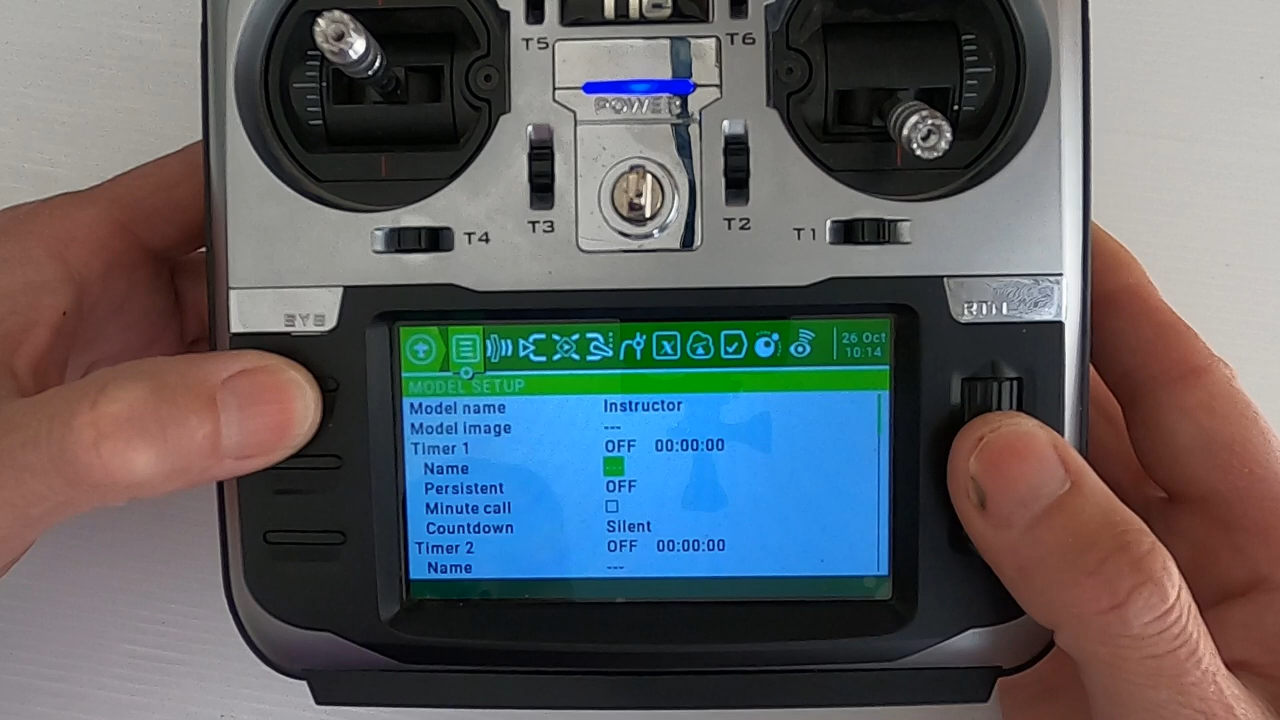 T5
T6
POWER
T3
T2
T4
T1
SYS
RTN
26 Oct
10:14
MODEL SETUP
Model name Instructor
Model image ---
Timer 1 OFF 00:00:00
Name ---
Persistent OFF
Minute call
Countdown Silent
Timer 2 OFF 00:00:00
Name ---